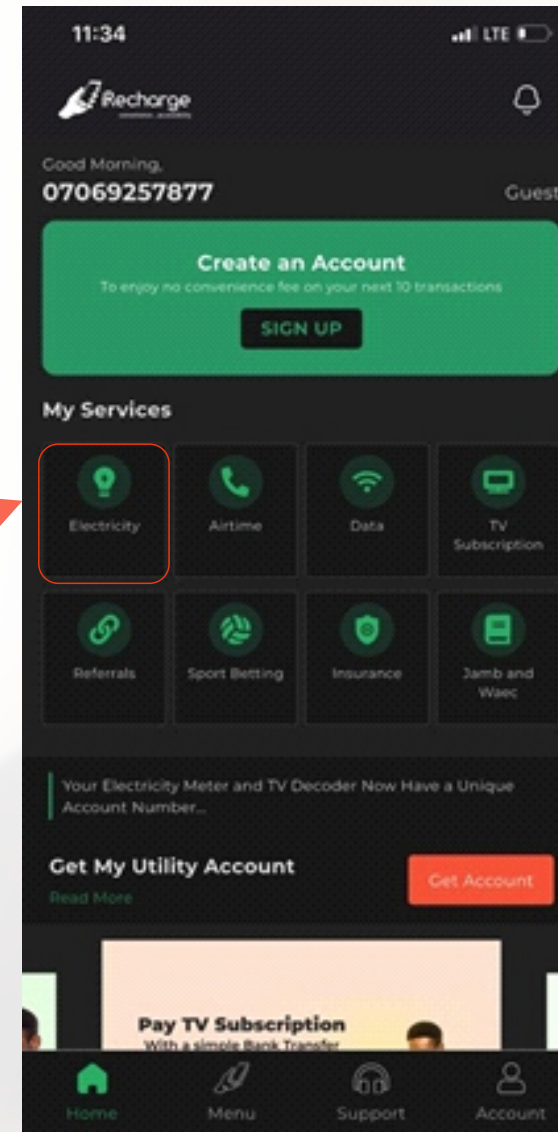 11:34
LTE
Recharge
Good Morning,
07069257877
Guest
Create an Account
To enjoy no convenience fee on your next 10 transactions
SIGN UP
My Services
Electricity
Airtime
Data
TV
Subscription
Referrals
Sport Betting
Insurance
Jamb and
Waec
Your Electricity Meter and TV Decoder Now Have a Unique
Account Number...
Get My Utility Account
Read More
Get Account
Pay TV Subscription
With a simple Bank Transfer
Home
Menu
Support
Account